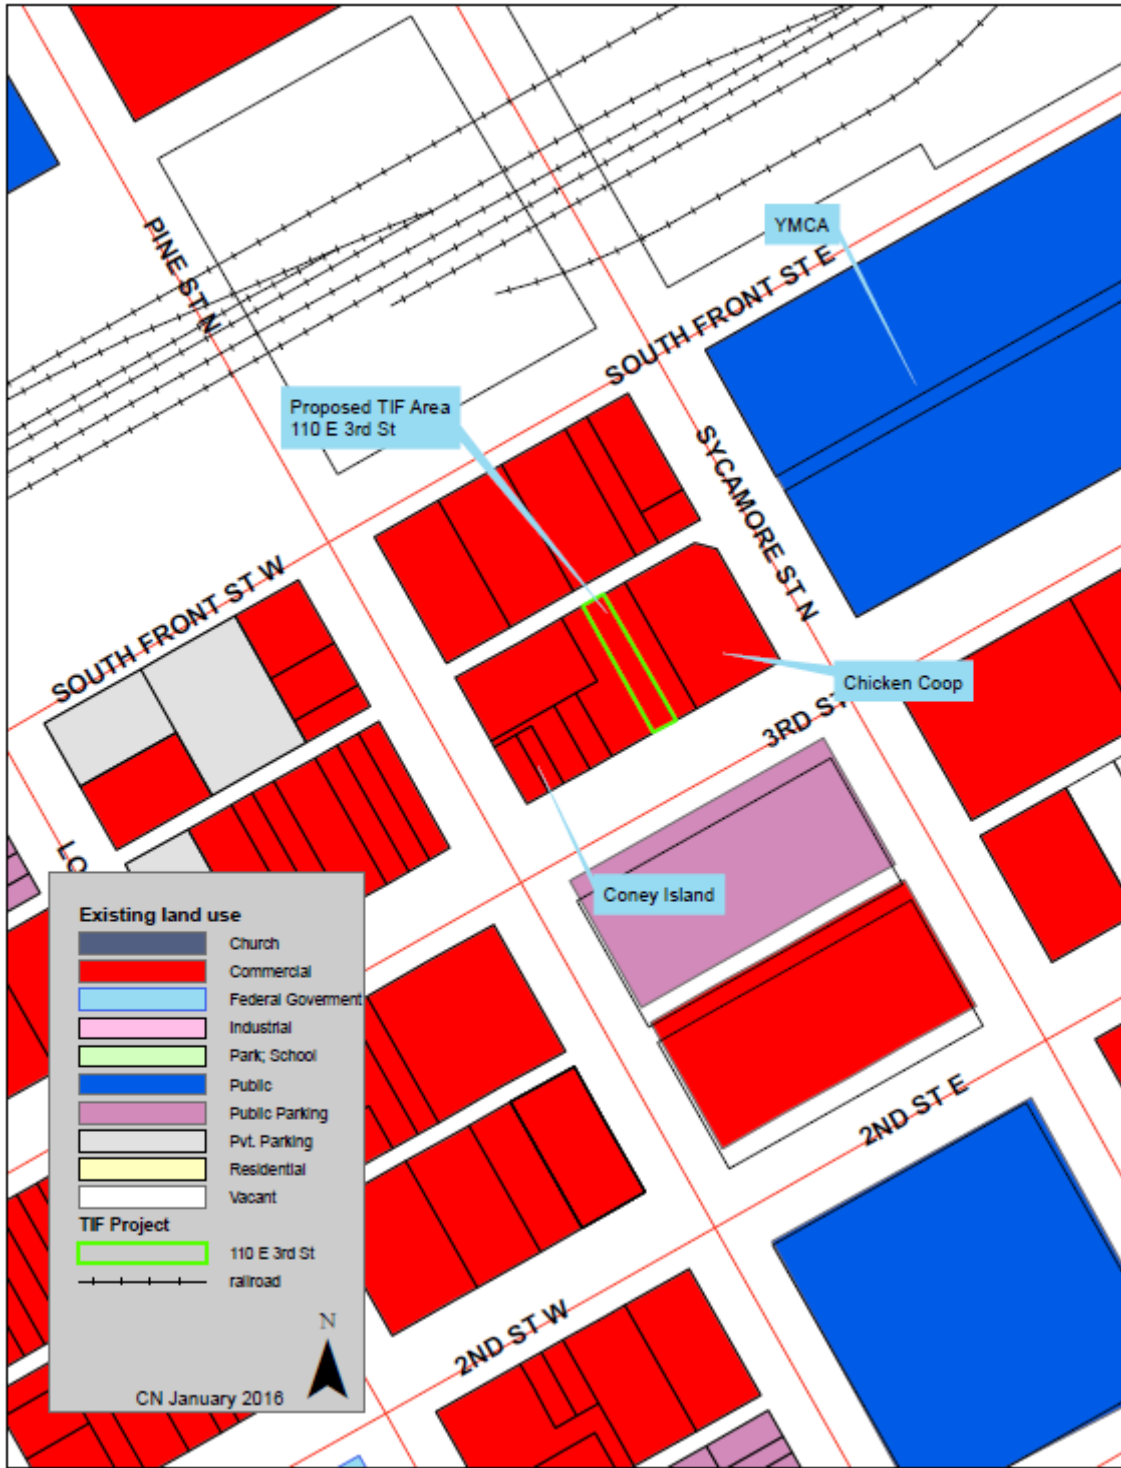 PINE ST N
YMCA
SOUTH FRONT ST E
Proposed TIF Area
110 E 3rd St
SYCAMORE ST N
SOUTH FRONT ST W
Chicken Coop
3RD ST
LO
Coney Island
Existing land use
Church
Commercial
Federal Goverment
Industrial
Park; School
Public
Public Parking
Pvt. Parking
Residential
Vacant
TIF Project
110 E 3rd St
railroad
N
CN January 2016
2ND ST E
2ND ST W